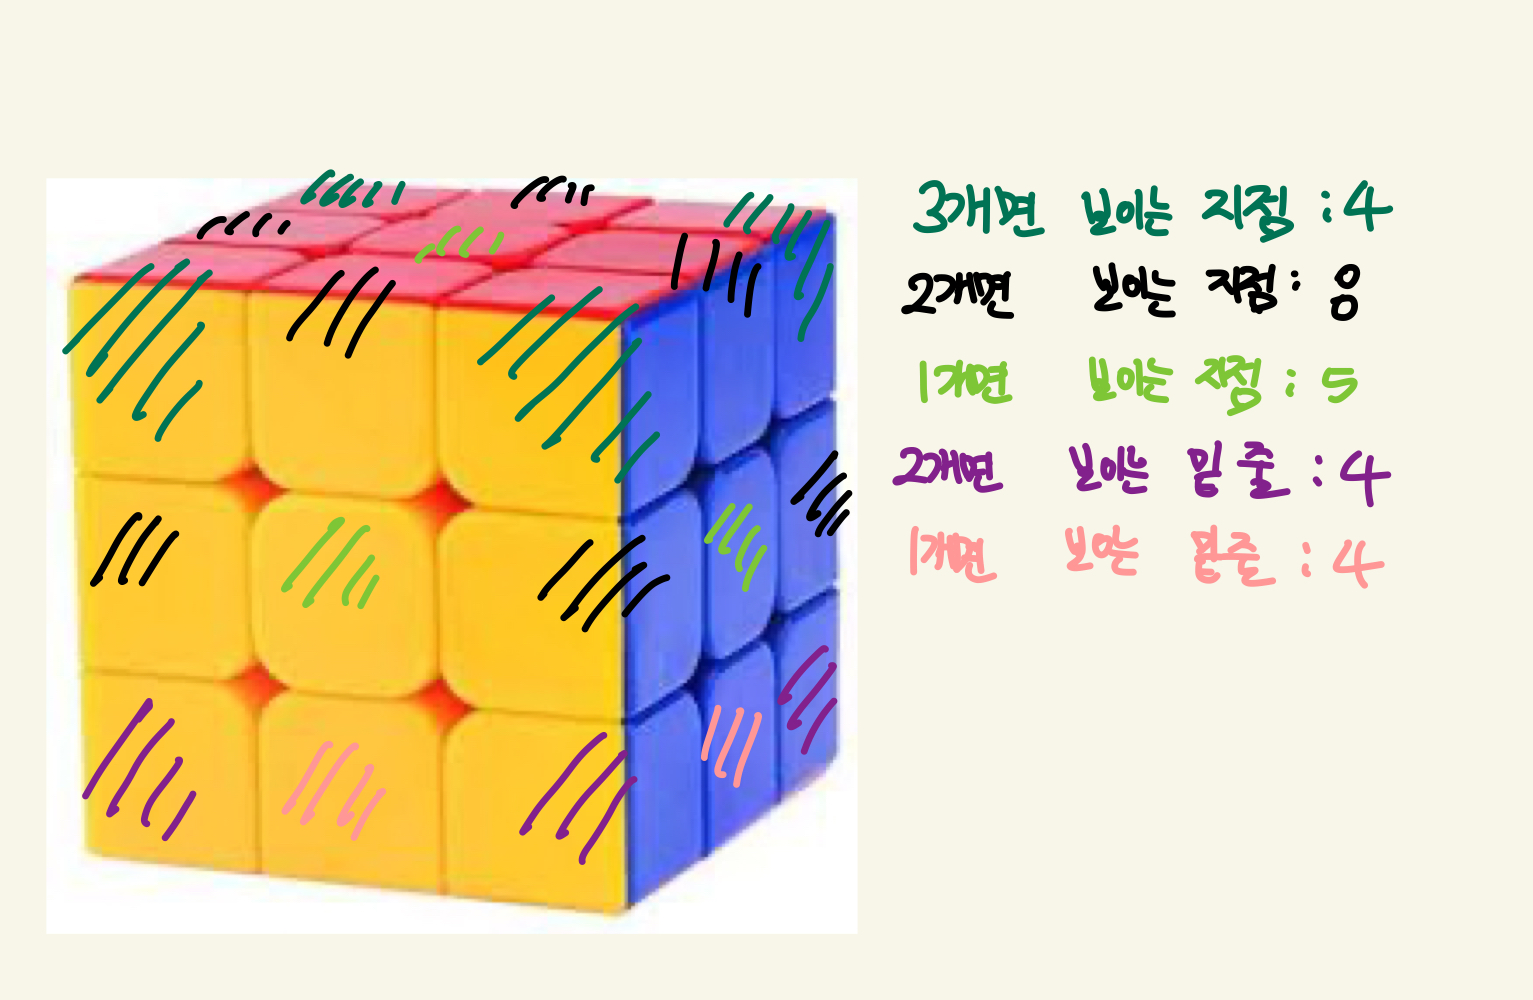 3개면 보이는 지점 : 4
2개면 보이는 지점 : 8
1개면 보이는 지점 : 5
2개면 보이는 밑줄 : 4
1개면 보이는 밑줄 : 4